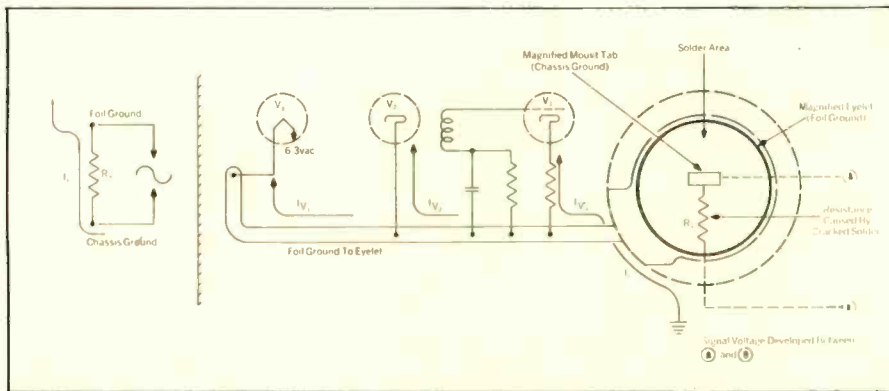 Foil Ground
Chassis Ground
6.3vac
Foil Ground To Eyelet
Magnified Mount Tab
(Chassis Ground)
Solder Area
Magnified Eyelet
(Foil Ground)
Resistance
Caused By
Cracked Solder
Signal Voltage Developed Between
A and B